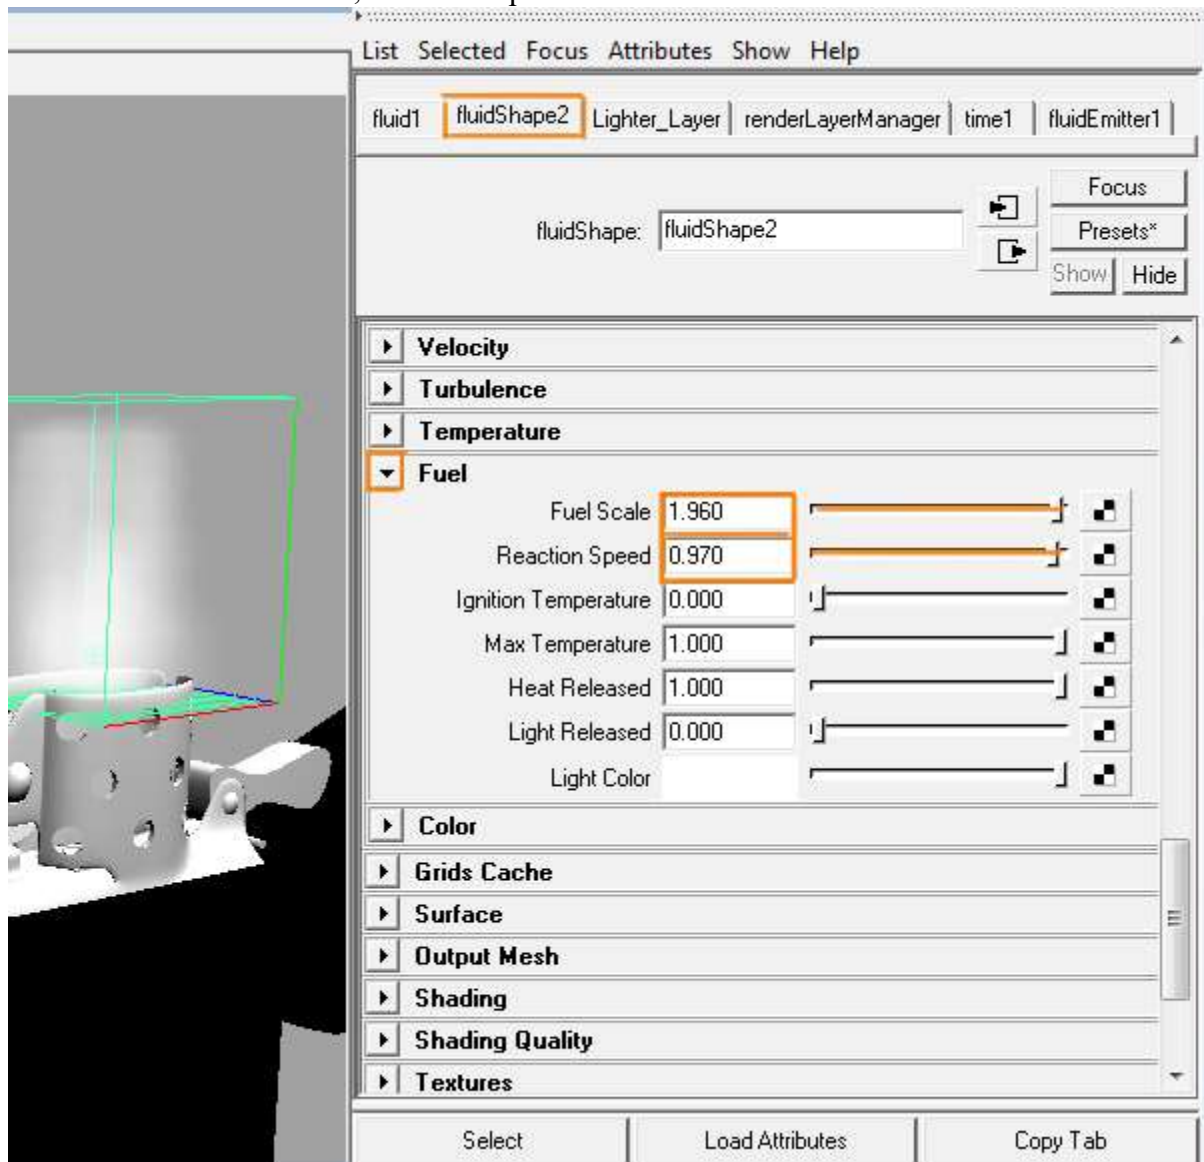 List Selected Focus Attributes Show Help
fluid1 fluidShape2 Lighter_Layer renderLayerManager time1 fluidEmitter1
Focus
fluidShape: fluidShape2
Presets*
Show Hide
Velocity
Turbulence
Temperature
Fuel
Fuel Scale 1.960
Reaction Speed 0.970
Ignition Temperature 0.000
Max Temperature 1.000
Heat Released 1.000
Light Released 0.000
Light Color
Color
Grids Cache
Surface
Output Mesh
Shading
Shading Quality
Textures
Select Load Attributes Copy Tab